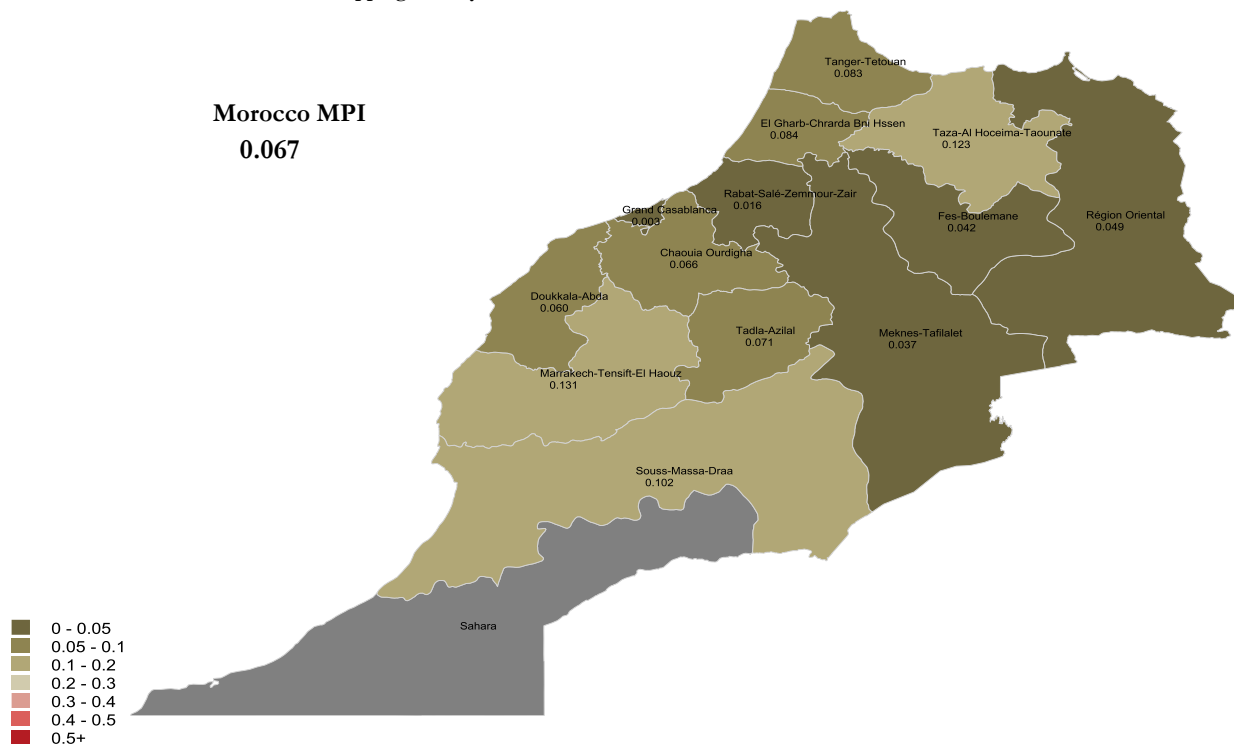 Morocco MPI
0.067
Tanger-Tetouan
0.083
El Gharb-Chrarda Bni Hssen
0.084
Taza-Al Hoceima-Taounate
0.123
Rabat-Salé-Zemmour-Zair
0.016
Grand Casablanca
0.003
Fes-Boulemane
0.042
Région Oriental
0.049
Chaouia Ourdigha
0.066
Doukkala-Abda
0.060
Tadla-Azilal
0.071
Meknes-Tafilalet
0.037
Marrakech-Tensift-El Haouz
0.131
Souss-Massa-Draa
0.102
Sahara
0 - 0.05
0.05 - 0.1
0.1 - 0.2
0.2 - 0.3
0.3 - 0.4
0.4 - 0.5
0.5+